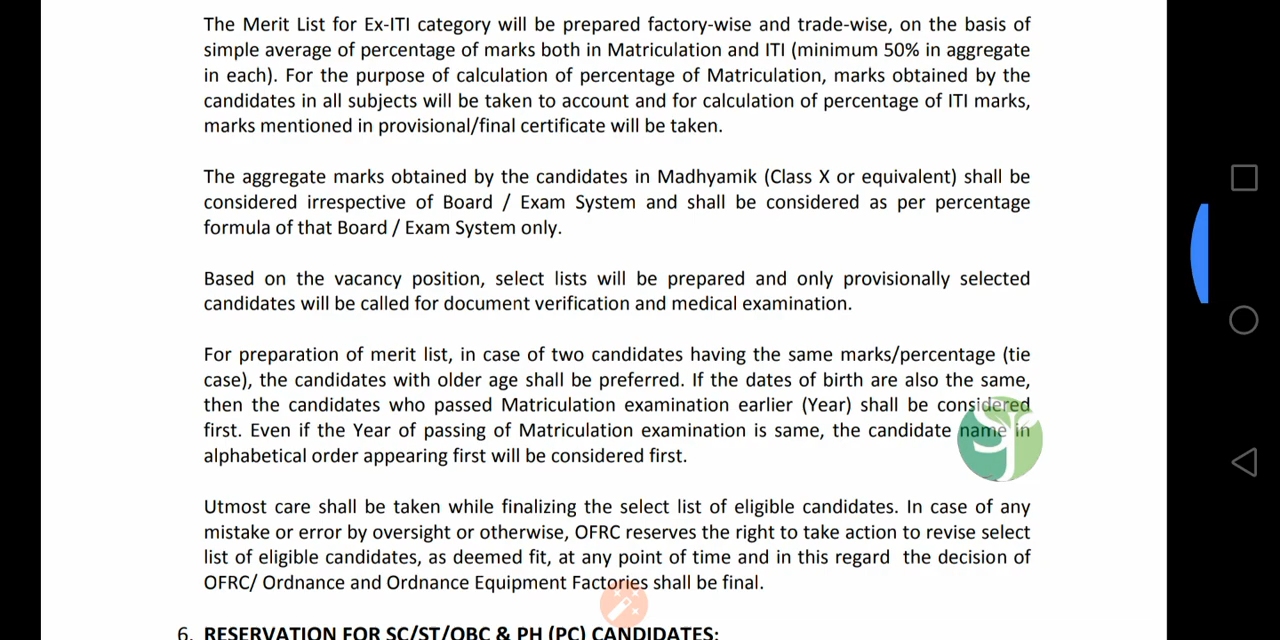 The Merit List for Ex-ITI category will be prepared factory-wise and trade-wise, on the basis of
simple average of percentage of marks both in Matriculation and ITI (minimum 50% in aggregate
in each). For the purpose of calculation of percentage of Matriculation, marks obtained by the
candidates in all subjects will be taken to account and for calculation of percentage of ITI marks,
marks mentioned in provisional/final certificate will be taken.
The aggregate marks obtained by the candidates in Madhyamik (Class X or equivalent) shall be
considered irrespective of Board / Exam System and shall be considered as per percentage
formula of that Board / Exam System only.
Based on the vacancy position, select lists will be prepared and only provisionally selected
candidates will be called for document verification and medical examination.
For preparation of merit list, in case of two candidates having the same marks/percentage (tie
case), the candidates with older age shall be preferred. If the dates of birth are also the same,
then the candidates who passed Matriculation examination earlier (Year) shall be considered
first. Even if the Year of passing of Matriculation examination is same, the candidate name in
alphabetical order appearing first will be considered first.
Utmost care shall be taken while finalizing the select list of eligible candidates. In case of any
mistake or error by oversight or otherwise, OFRC reserves the right to take action to revise select
list of eligible candidates, as deemed fit, at any point of time and in this regard the decision of
OFRC/ Ordnance and Ordnance Equipment Factories shall be final.
6. RESERVATION FOR SC/ST/OBC & PH (PC) CANDIDATES: